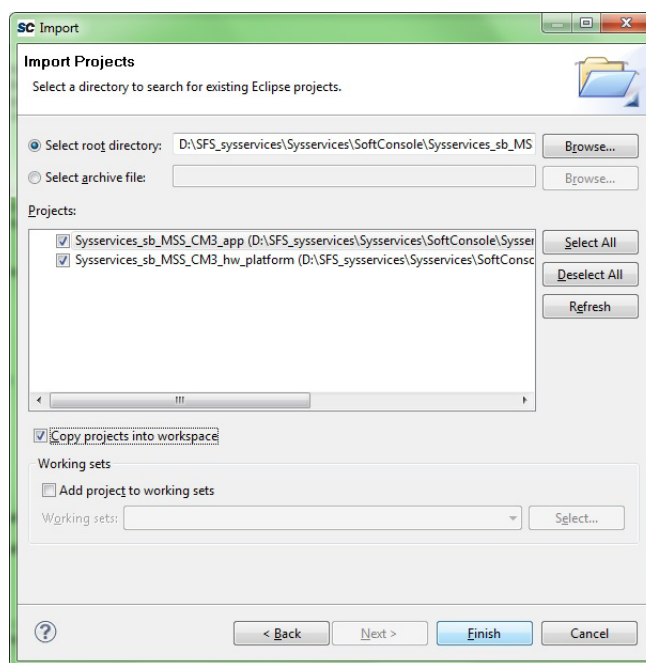 SC Import
Import Projects
Select a directory to search for existing Eclipse projects.
Select root directory: D:\SFS_sysservices\Sysservices\SoftConsole\Sysservices_sb_MS Browse...
Select archive file: Browse...
Projects:
Sysservices_sb_MSS_CM3_app (D:\SFS_sysservices\Sysservices\SoftConsole\Sysser
Sysservices_sb_MSS_CM3_hw_platform (D:\SFS_sysservices\Sysservices\SoftConsc
Select All
Deselect All
Refresh
Copy projects into workspace
Working sets
Add project to working sets
Working sets: Select...
< Back Next > Finish Cancel